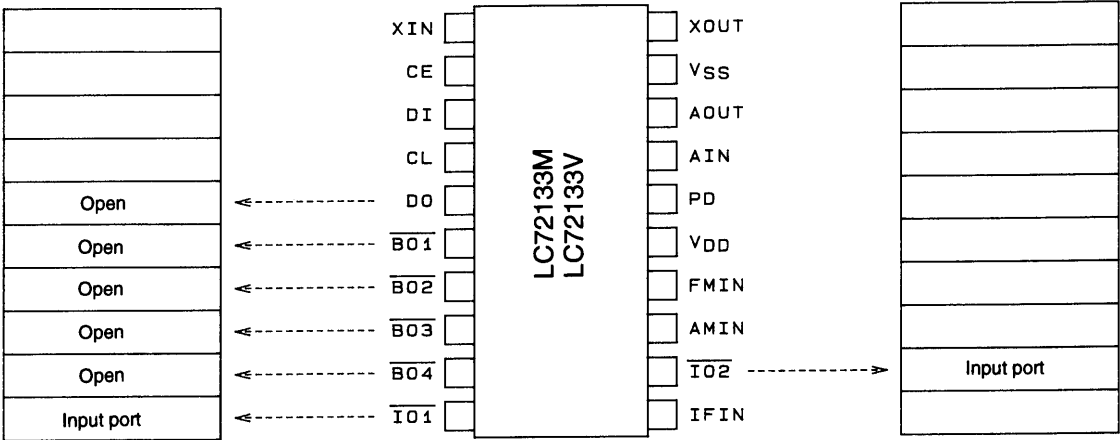 XIN XOUT
CE VSS
DI AOUT
CL AIN
Open DO PD
Open BO1 VDD
Open BO2 FMIN
Open BO3 AMIN
Open BO4 IO2 Input port
Input port IO1 IFIN
LC72133M
LC72133V